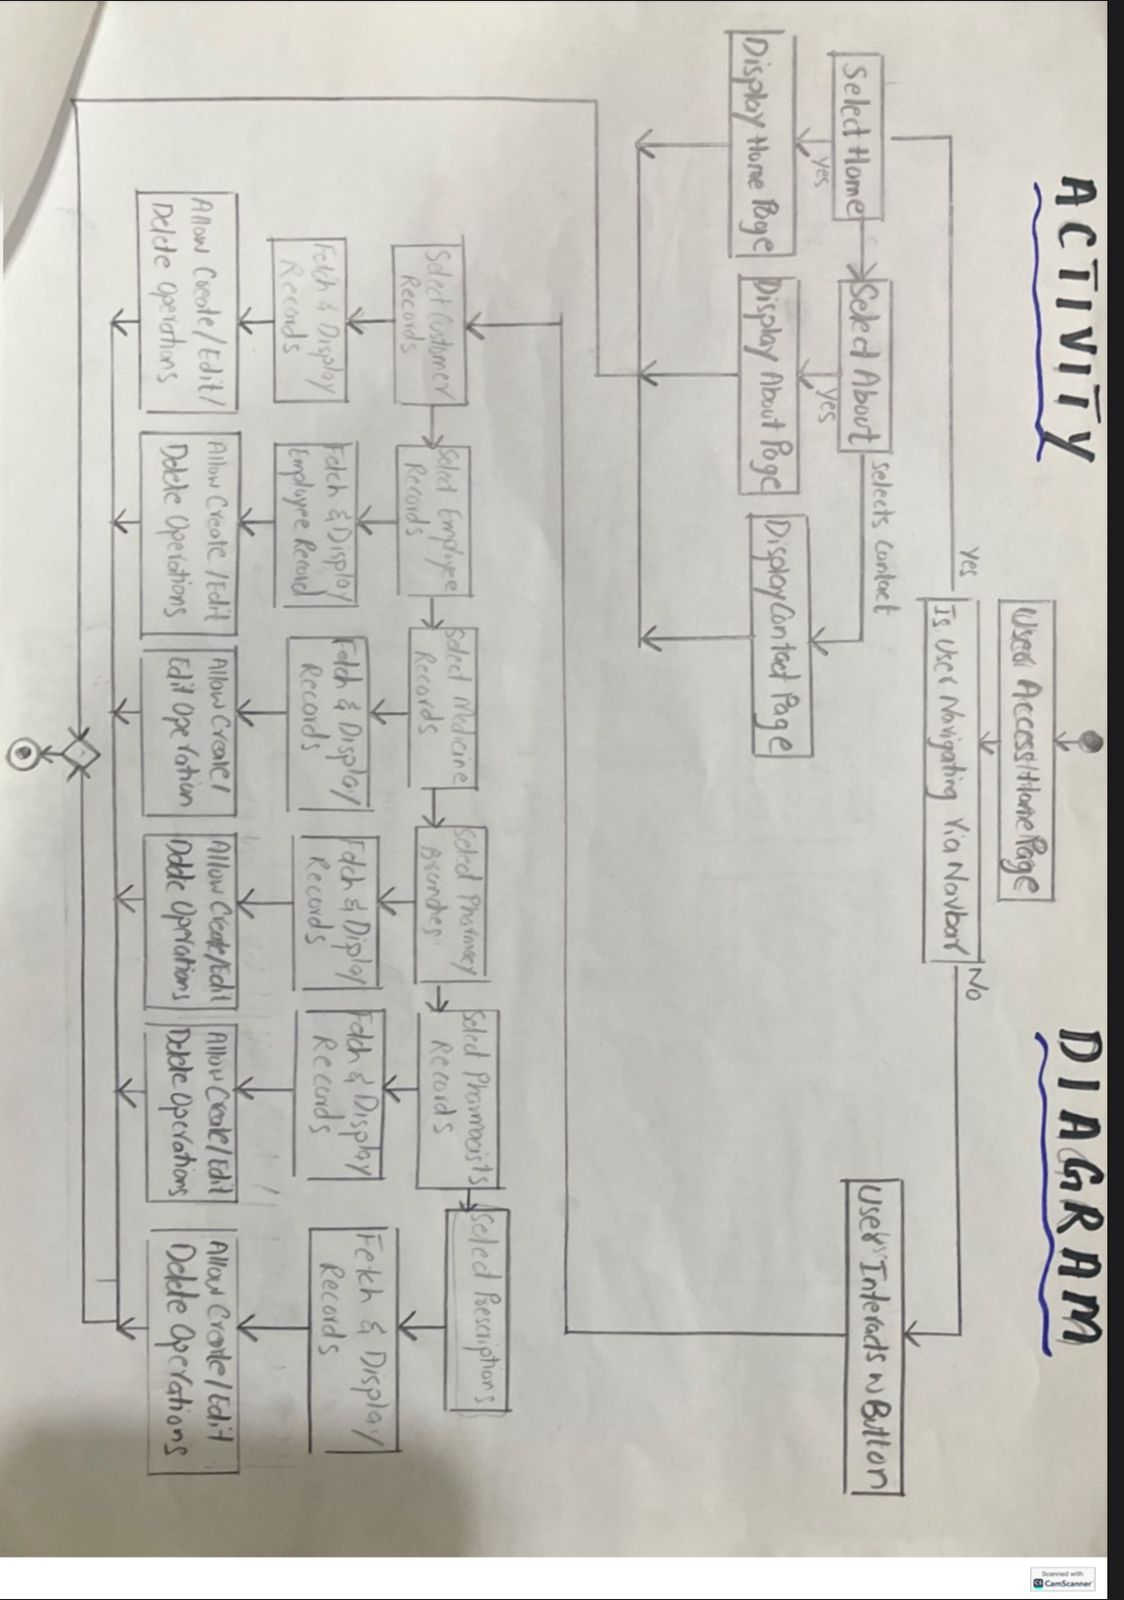 ACTIVITY DIAGRAM
User Access Home Page
Is User Navigating Via Navbar
Yes
No
Select Home
Select About
selects contact
Yes
Yes
Display Home Page
Display About Page
Display Contact Page
User Interacts w Button
Select Customer
Records
Select Employee
Records
Select Medicine
Records
Select Pharmacy
Branches
Select Pharmacists
Records
Select Prescriptions
Fetch & Display
Records
Fetch & Display
Employee Record
Fetch & Display
Records
Fetch & Display
Records
Fetch & Display
Records
Fetch & Display
Records
Allow Create / Edit /
Delete Operations
Allow Create / Edit
Delete Operations
Allow Create /
Edit Operation
Allow Create/Edit
Delete Operations
Allow Create/Edit
Delete Operations
Allow Create/Edit
Delete Operations
Scanned with
CS CamScanner